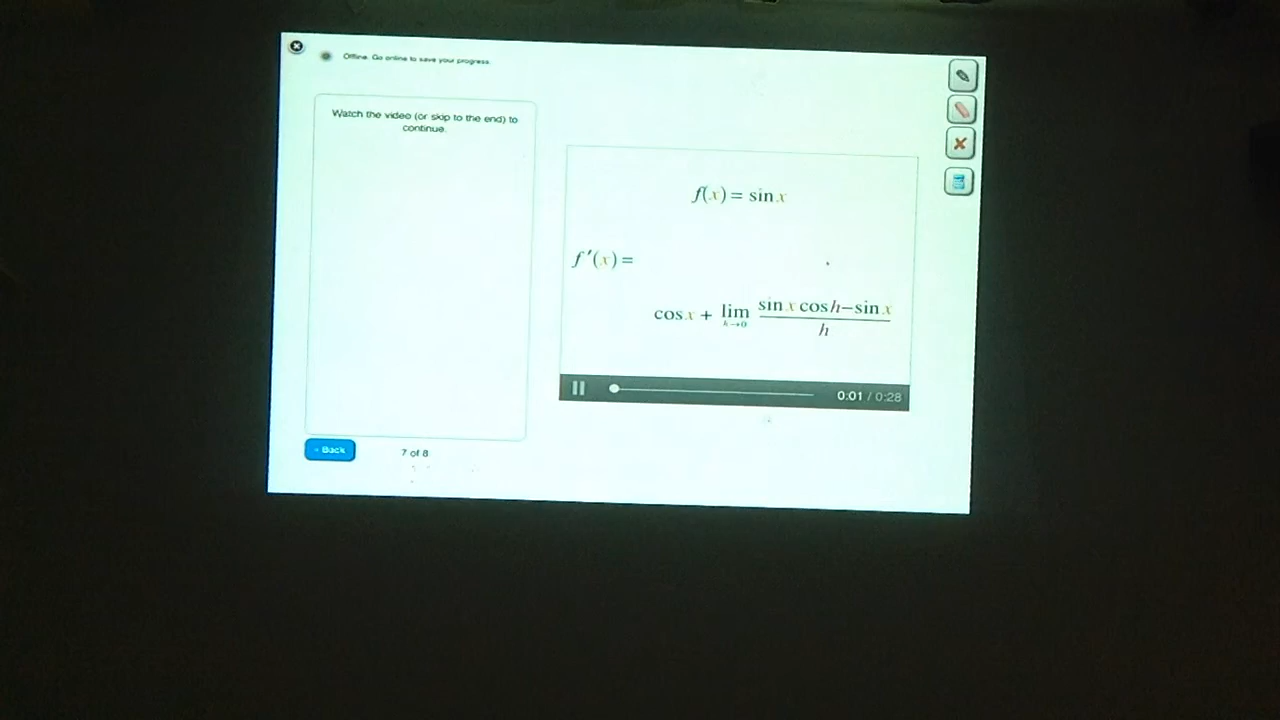 Offline. Go online to save your progress.
Watch the video (or skip to the end) to
continue.
f(x) = sin x
f′(x) =
cos x + lim h→0 sin x cos h – sin x / h
0:01 / 0:28
‹ Back
7 of 8